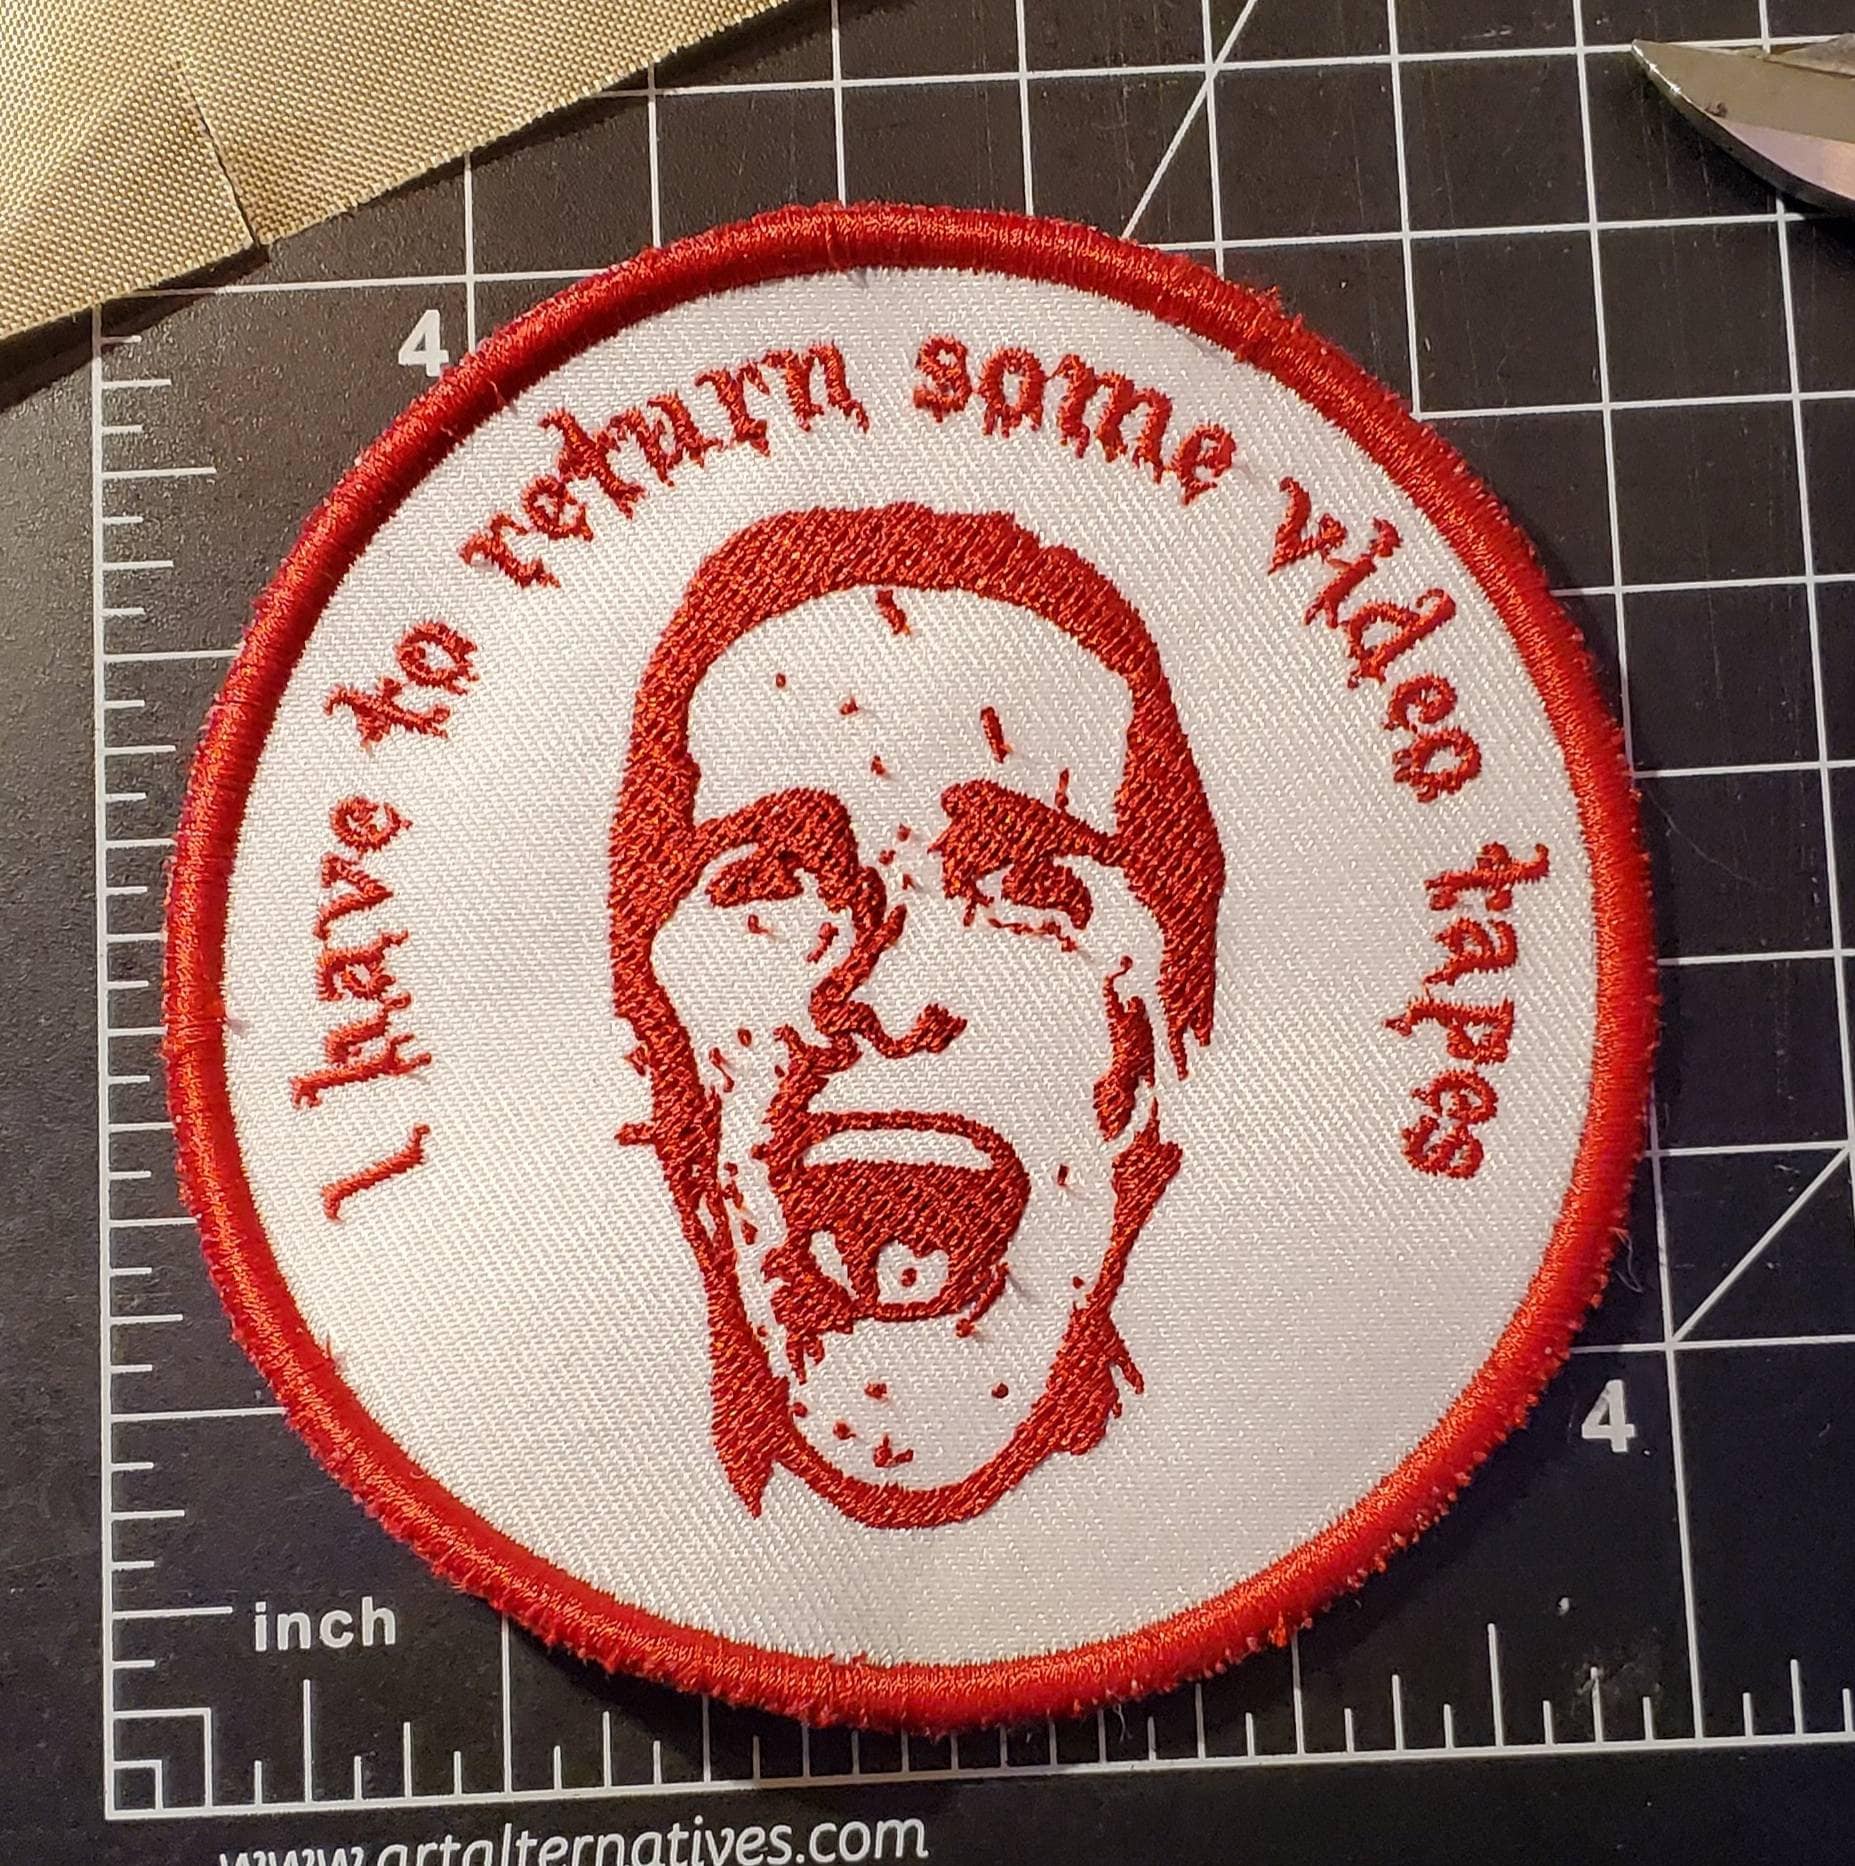 I have to return some video tapes
4
4
inch
www.artalternatives.com